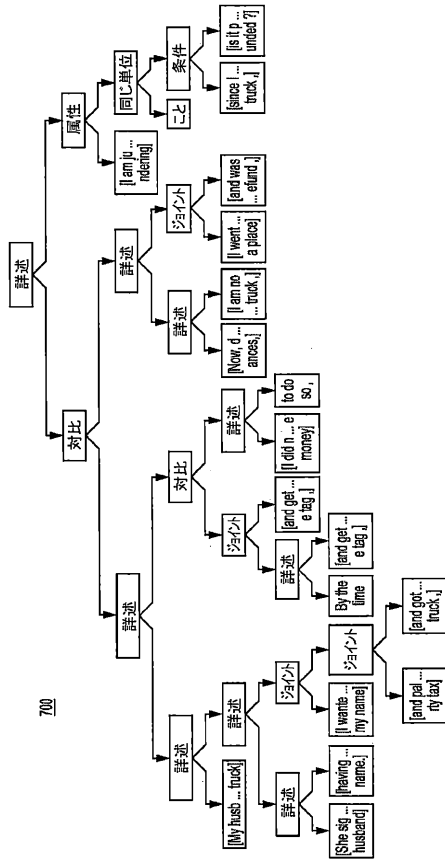 700
詳述
対比
属性
詳述
詳述
[I am ju ...
ndering]
同じ単位
詳述
対比
詳述
ジョイント
こと
条件
[My husb ... truck]
詳述
ジョイント
詳述
[Now, d ...
ances,]
[I am no
... truck ,]
[I went ...
a place]
[and was
... efund ,]
[since I ...
truck ,]
[is it p ...
unded ?]
詳述
ジョイント
詳述
[and get ...
e tag ,]
[I did n ... e
money]
to do
so ,
[She sig ...
husband]
[having ...
name.]
[I wante ...
my name]
ジョイント
By the
time
[and get ...
e tag ,]
[and pai ...
rty tax]
[and got ...
truck ,]